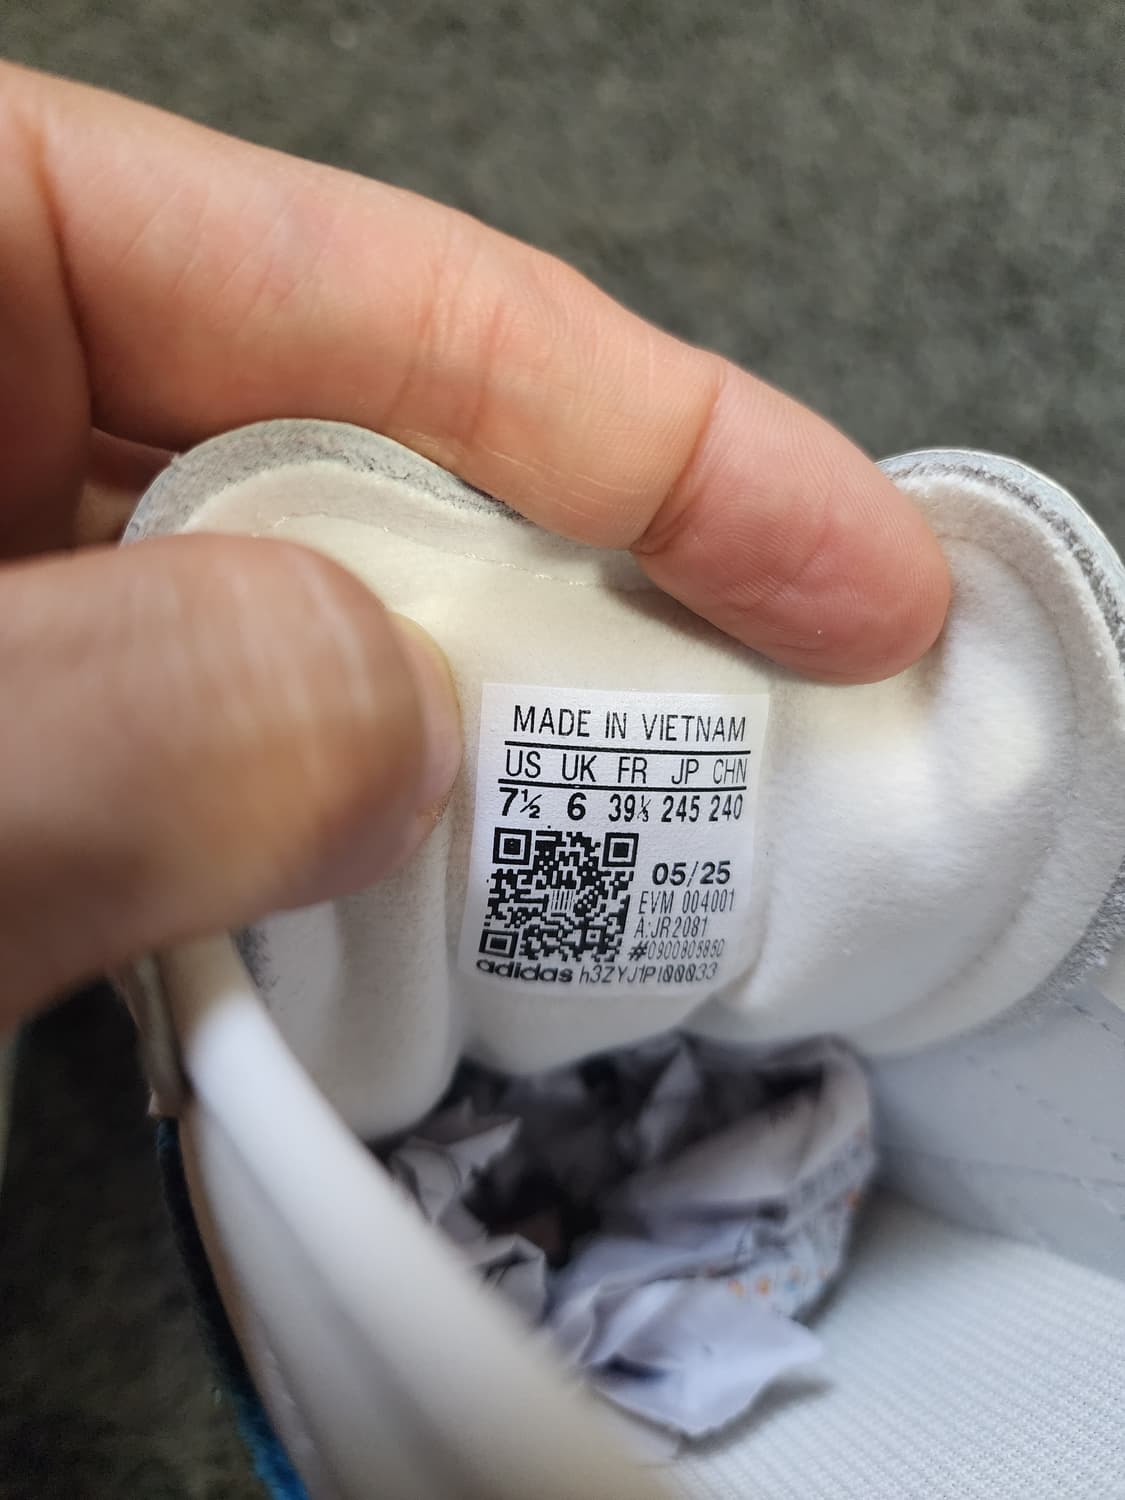 MADE IN VIETNAM
US UK FR JP CHN
7½ 6 39⅓ 245 240
05/25
EVM 004001
A:JR2081
#0900805850
adidas h3ZYJ1PI00033